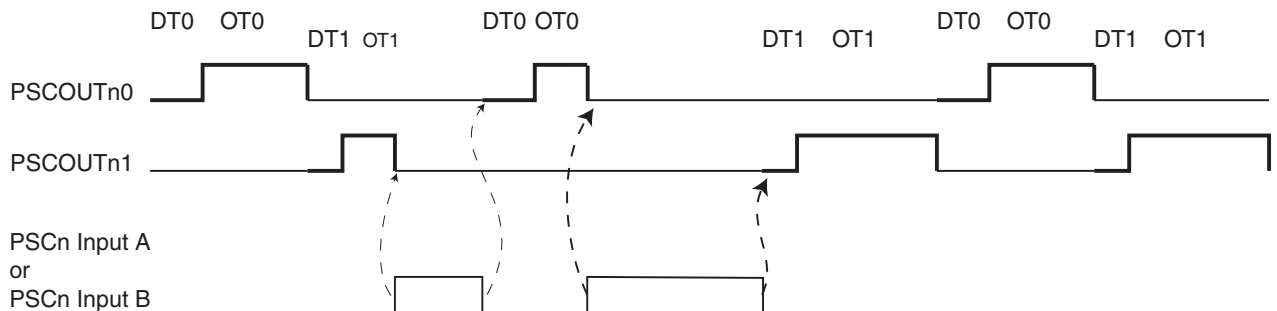 DT0 OT0 DT0 OT0 DT0 OT0
DT1 OT1 DT1 OT1 DT1 OT1
PSCOUTn0
PSCOUTn1
PSCn Input A
or
PSCn Input B